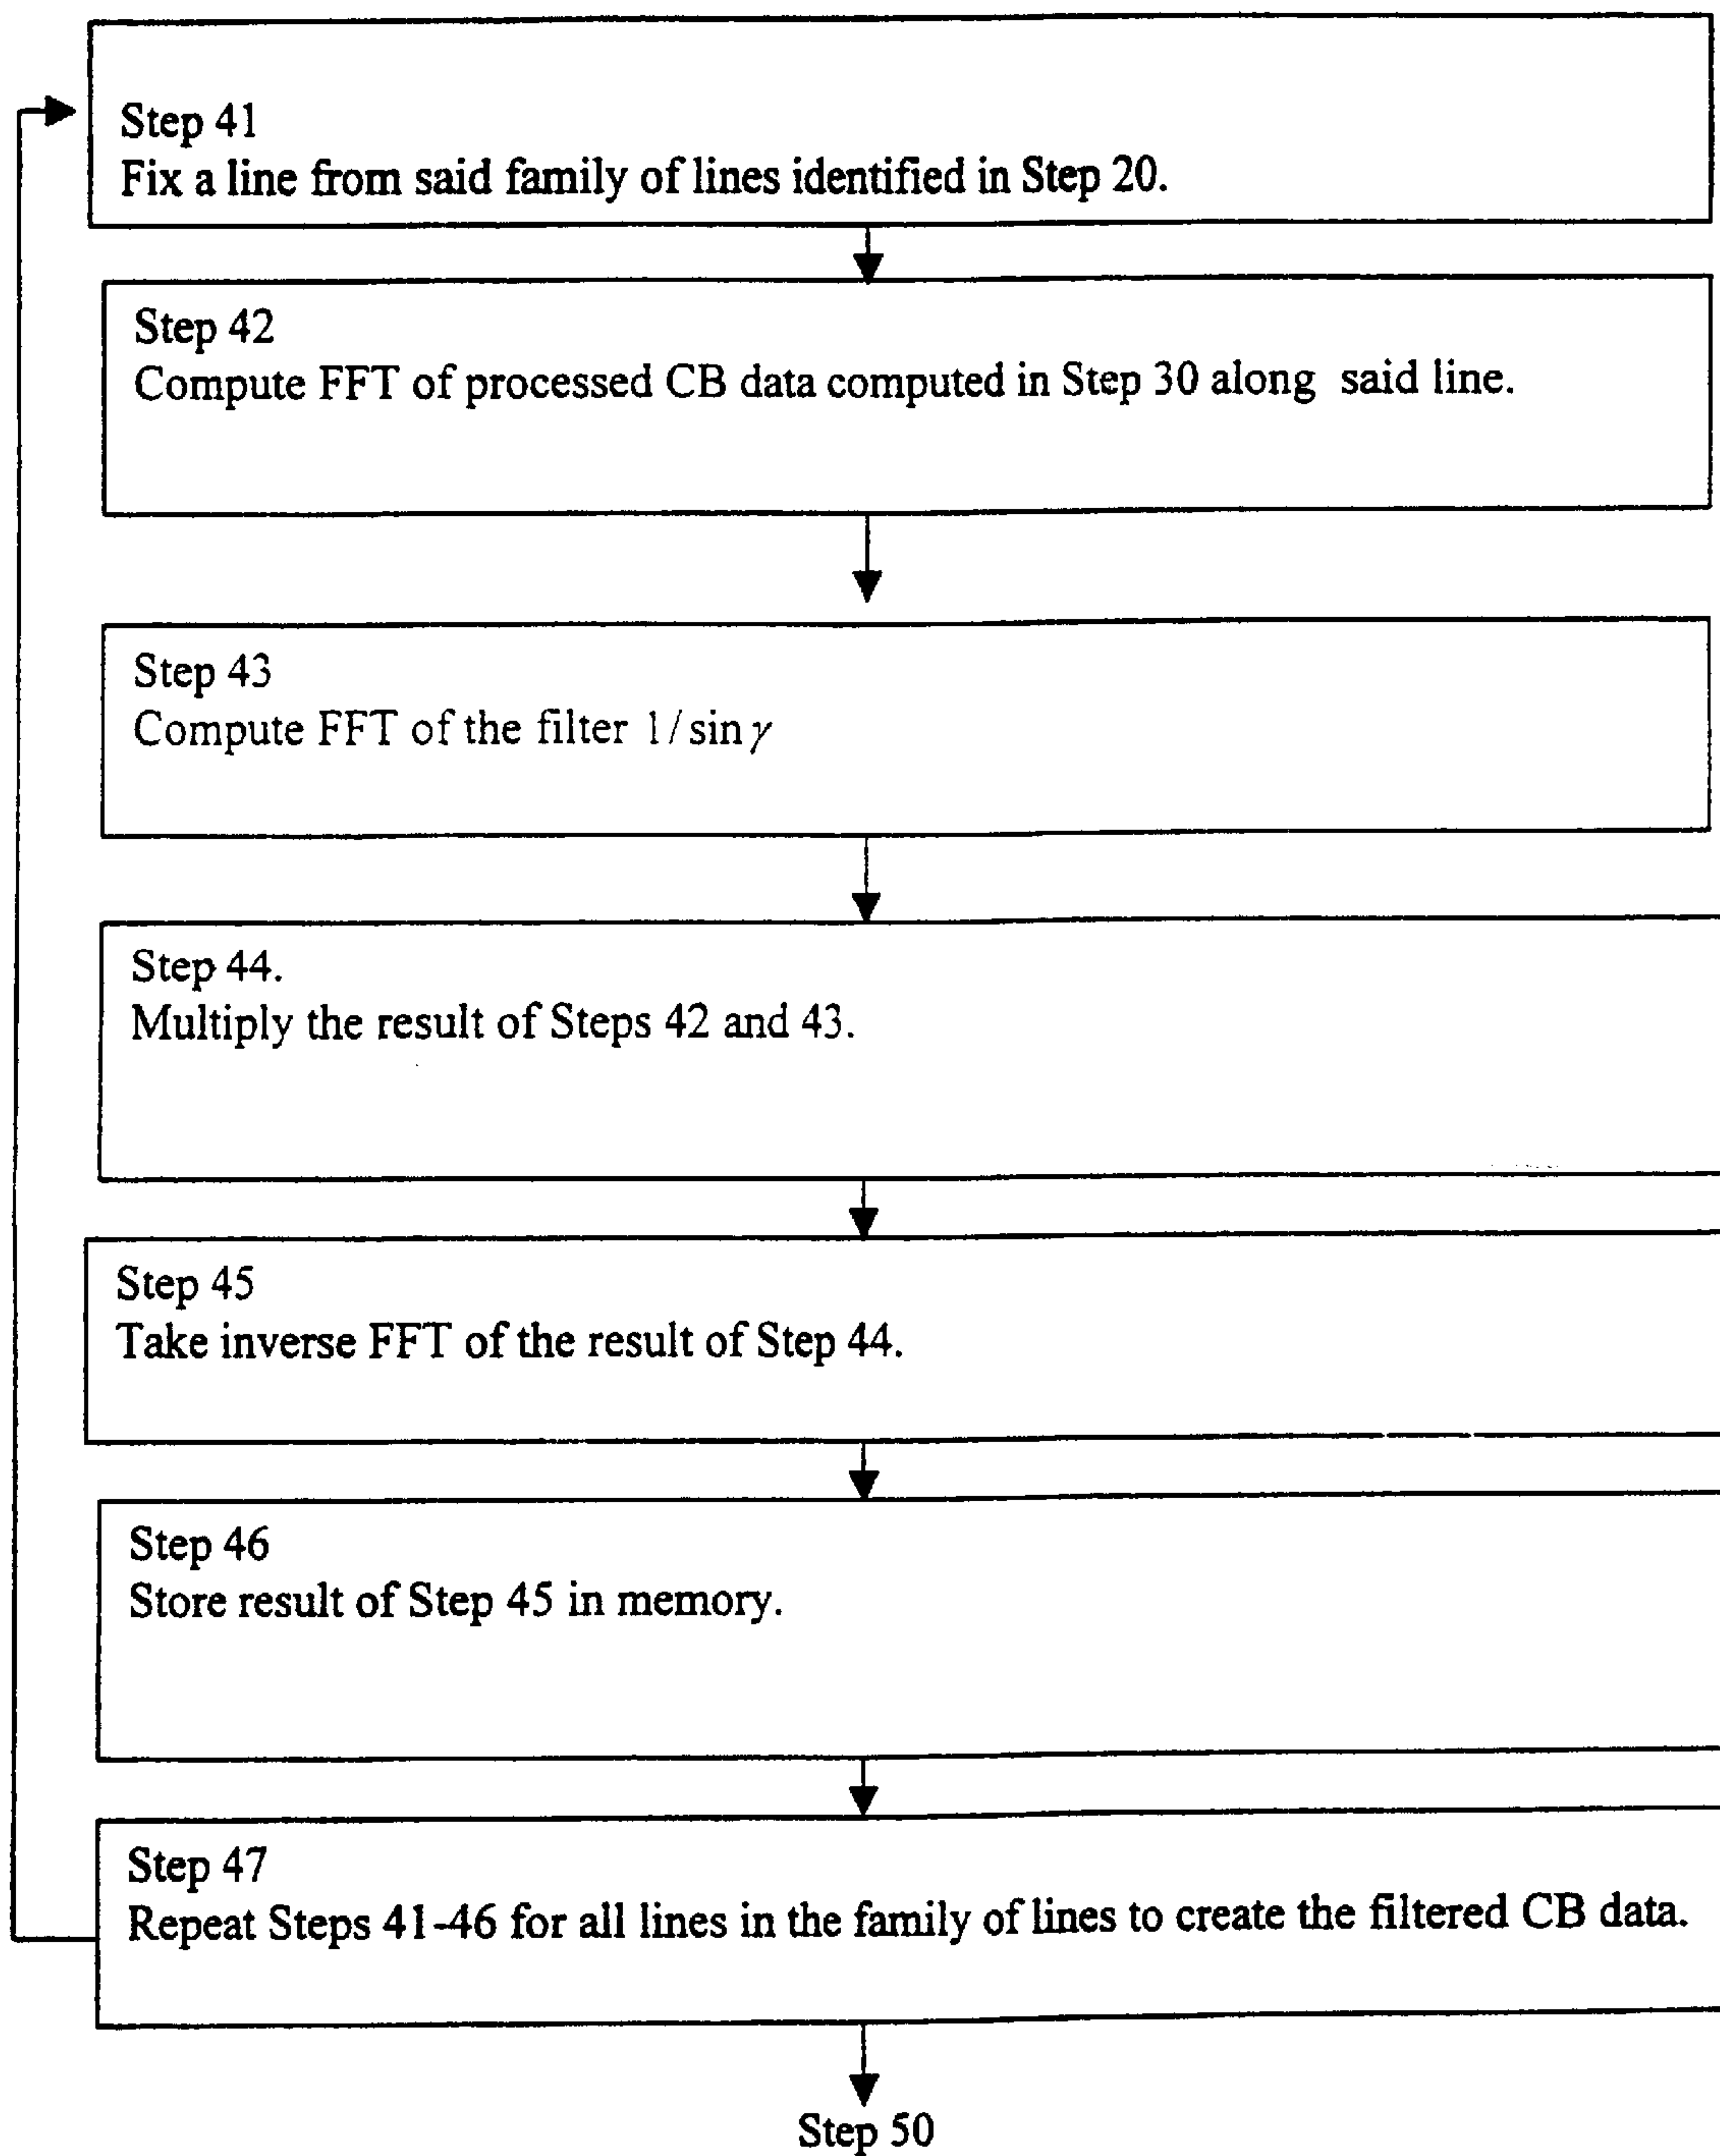 Step 41
Fix a line from said family of lines identified in Step 20.
Step 42
Compute FFT of processed CB data computed in Step 30 along said line.
Step 43
Compute FFT of the filter 1/ sin γ
Step 44.
Multiply the result of Steps 42 and 43.
Step 45
Take inverse FFT of the result of Step 44.
Step 46
Store result of Step 45 in memory.
Step 47
Repeat Steps 41-46 for all lines in the family of lines to create the filtered CB data.
Step 50